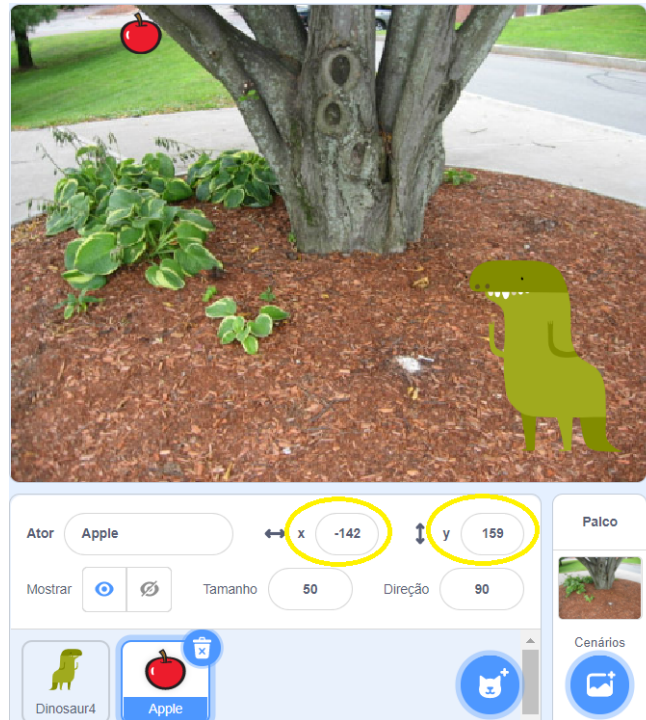 Ator Apple x -142 y 159
Palco
Mostrar Tamanho 50 Direção 90
Cenários
Dinosaur4 Apple